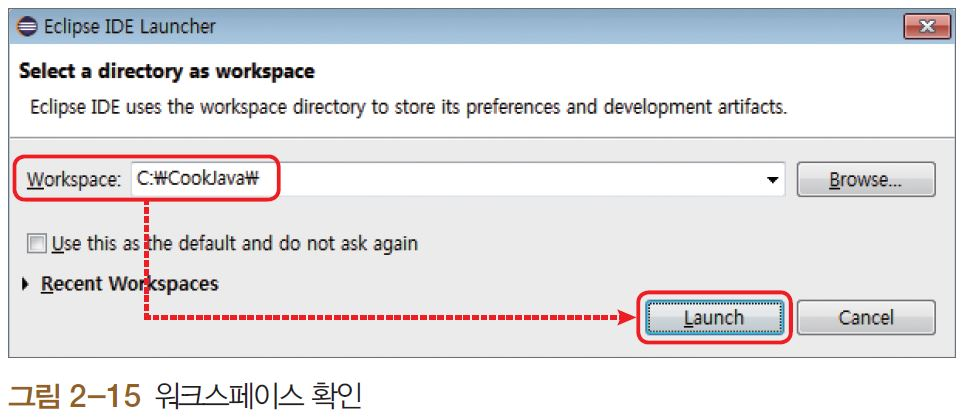 Eclipse IDE Launcher
Select a directory as workspace
Eclipse IDE uses the workspace directory to store its preferences and development artifacts.
Workspace: C:₩CookJava₩ Browse...
Use this as the default and do not ask again
Recent Workspaces
Launch Cancel
그림 2-15 워크스페이스 확인